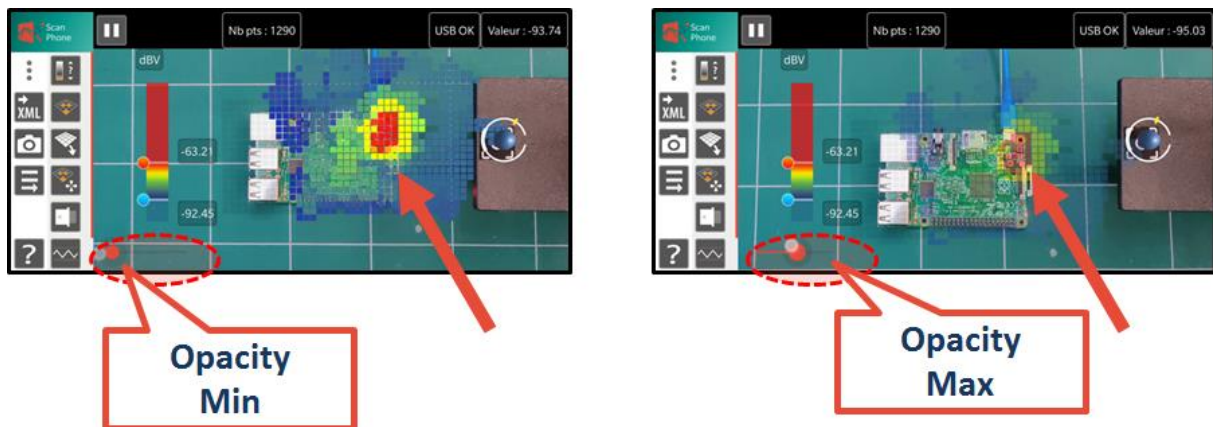 Scan
Phone
Nb pts : 1290
USB OK
Valeur : -93.74
dBV
XML
-63.21
-92.45
?
Opacity
Min
Scan
Phone
Nb pts : 1290
USB OK
Valeur : -95.03
dBV
XML
-63.21
-92.45
?
Opacity
Max